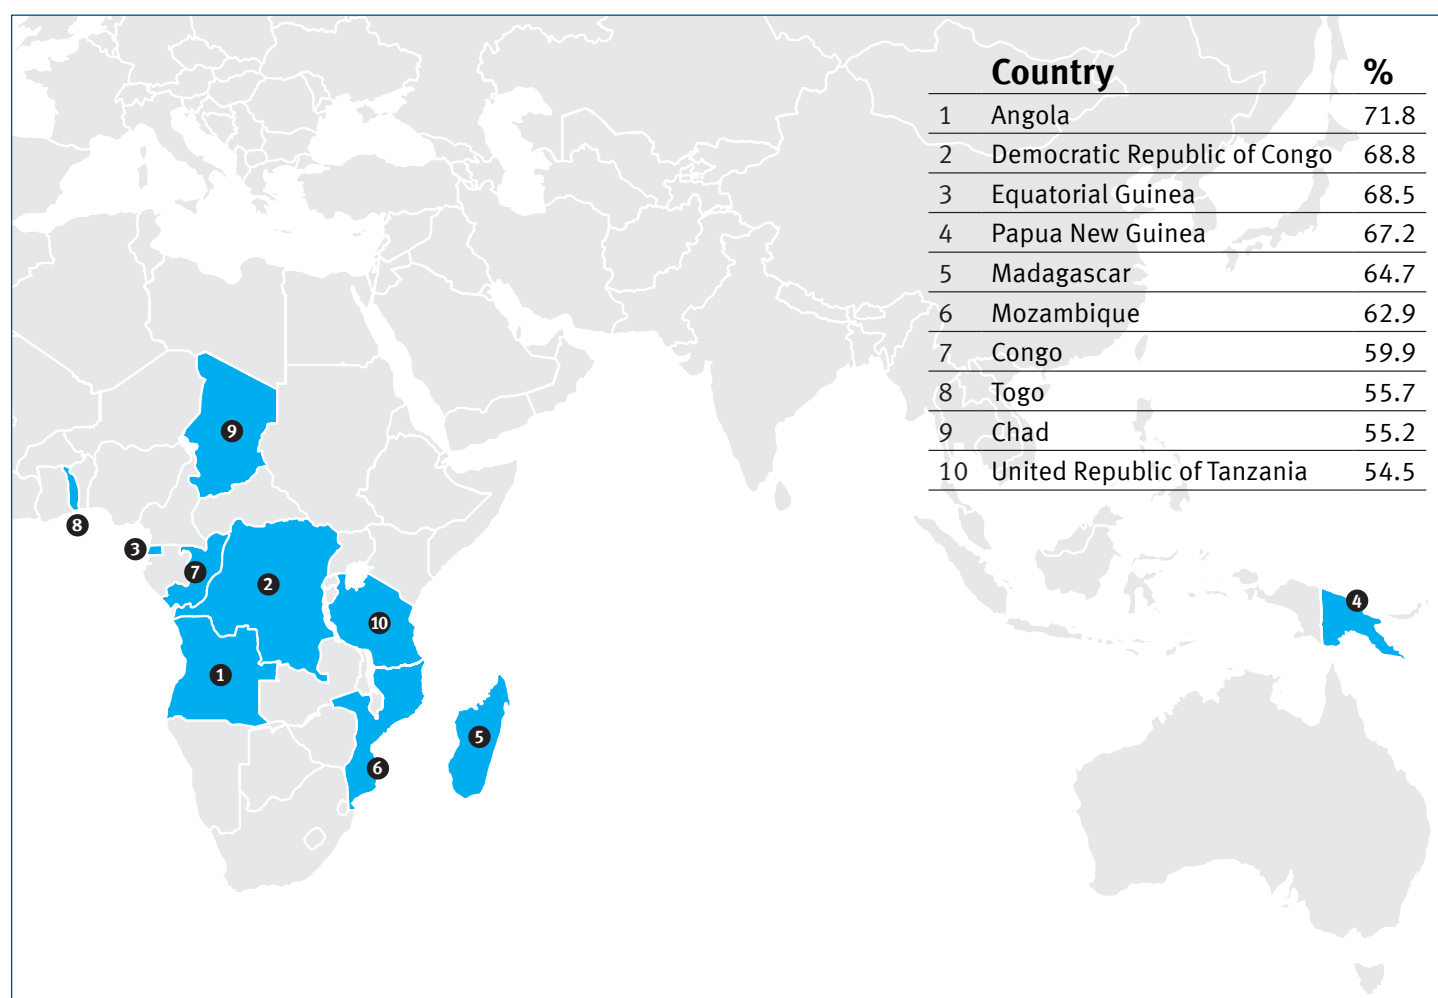 Country %
1 Angola 71.8
2 Democratic Republic of Congo 68.8
3 Equatorial Guinea 68.5
4 Papua New Guinea 67.2
5 Madagascar 64.7
6 Mozambique 62.9
7 Congo 59.9
8 Togo 55.7
9 Chad 55.2
10 United Republic of Tanzania 54.5
9
8
3
7
2
4
10
1
5
6